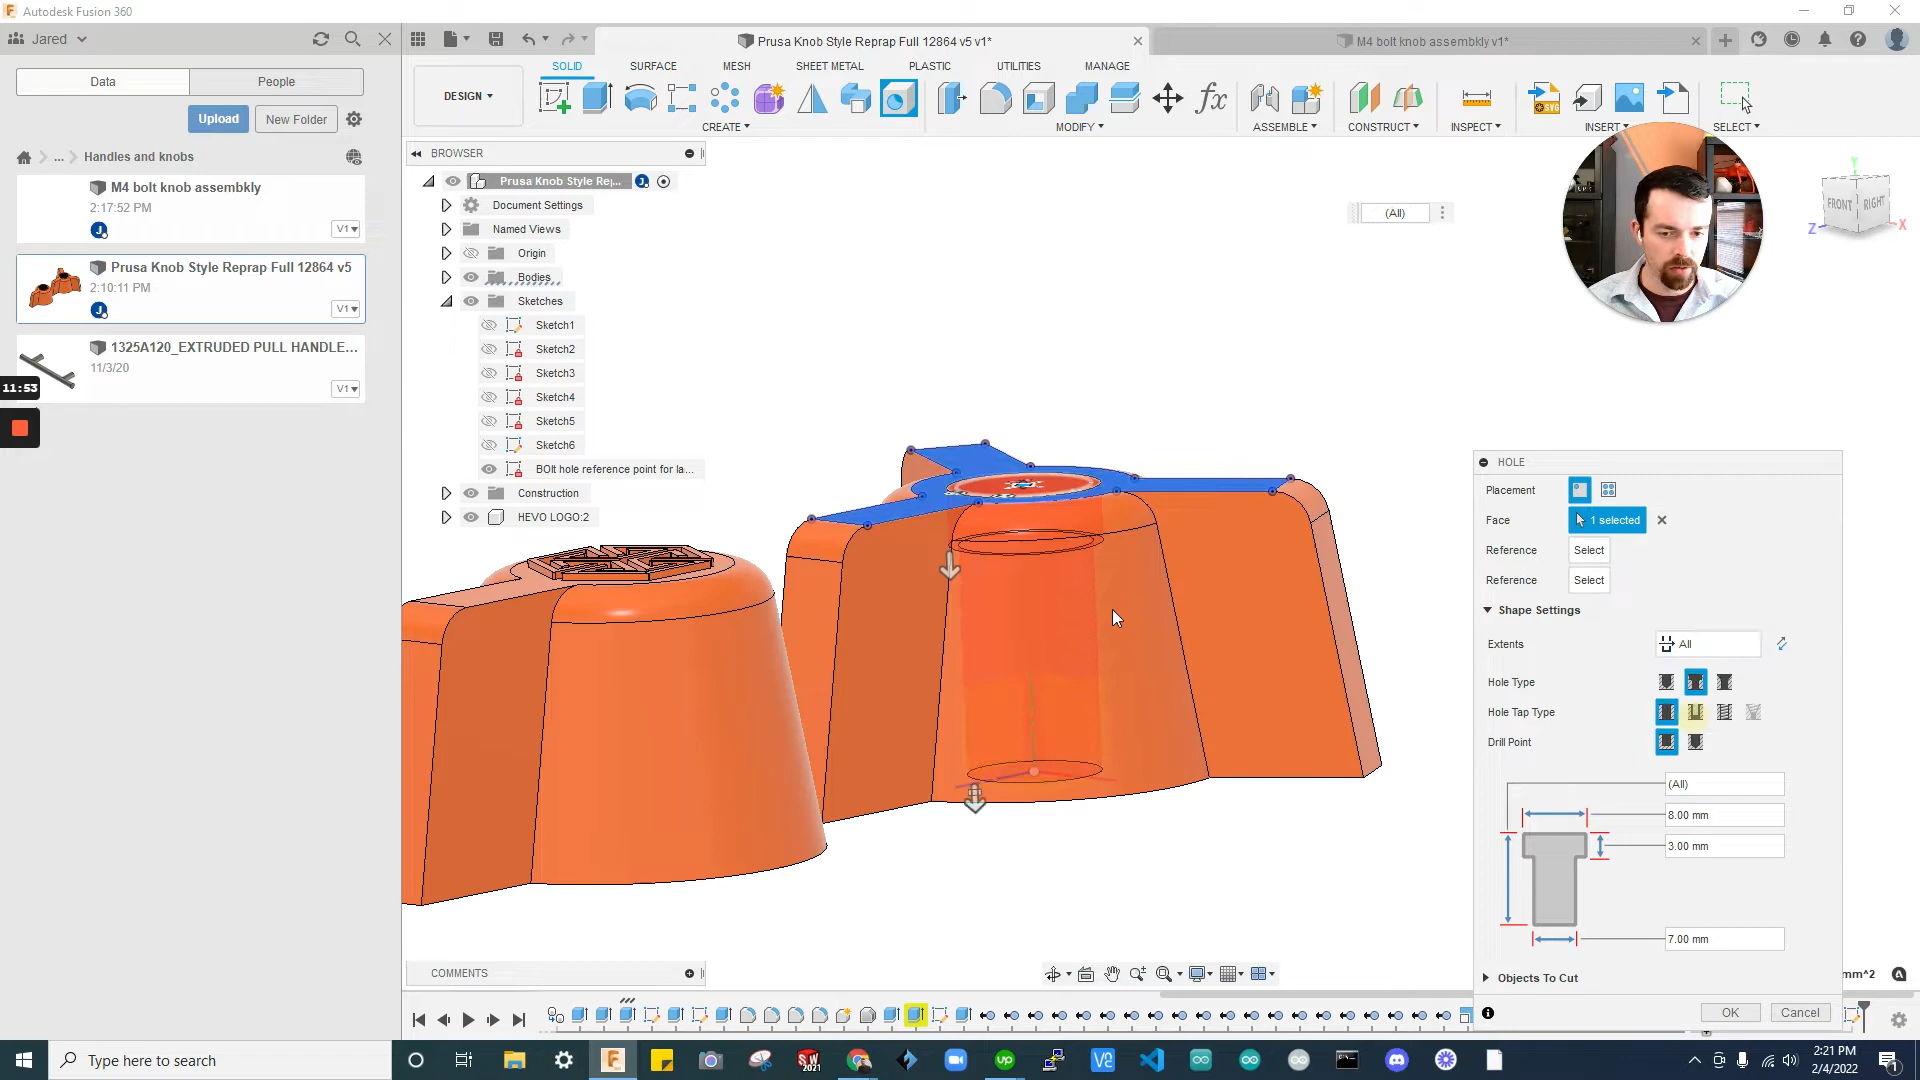 Autodesk Fusion 360
Jared
Prusa Knob Style Reprap Full 12864 v5 v1*
M4 bolt knob assembkly v1*
Data
People
Upload
New Folder
... Handles and knobs
M4 bolt knob assembkly
2:17:52 PM
V1
Prusa Knob Style Reprap Full 12864 v5
2:10:11 PM
V1
1325A120_EXTRUDED PULL HANDLE...
11/3/20
V1
11:53
DESIGN
SOLID
SURFACE
MESH
SHEET METAL
PLASTIC
UTILITIES
MANAGE
CREATE
MODIFY
ASSEMBLE
CONSTRUCT
INSPECT
INSERT
SELECT
SVG
BROWSER
Prusa Knob Style Re...
Document Settings
Named Views
Origin
Bodies
Sketches
Sketch1
Sketch2
Sketch3
Sketch4
Sketch5
Sketch6
BOlt hole reference point for la...
Construction
HEVO LOGO:2
(All)
FRONT
RIGHT
Y
Z
X
HOLE
Placement
Face
1 selected
Reference
Select
Reference
Select
Shape Settings
Extents
All
Hole Type
Hole Tap Type
Drill Point
(All)
8.00 mm
3.00 mm
7.00 mm
Objects To Cut
OK
Cancel
mm^2
COMMENTS
Type here to search
2:21 PM
2/4/2022